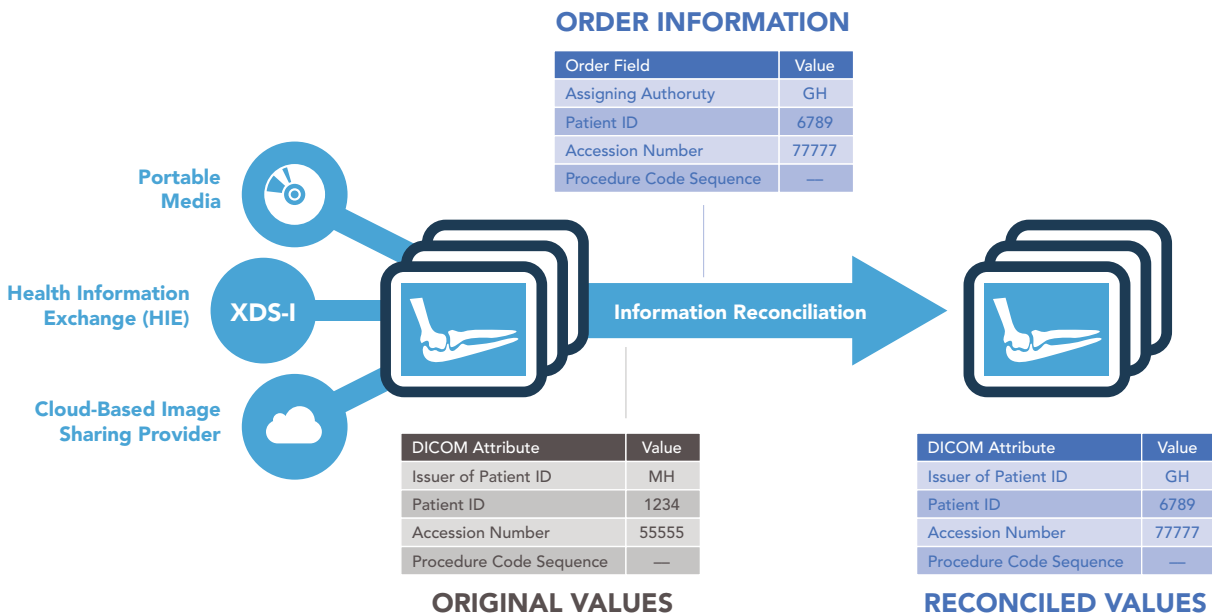 ORDER INFORMATION
Order Field Value
Assigning Authoruty GH
Patient ID 6789
Accession Number 77777
Procedure Code Sequence —
Portable
Media
Health Information
Exchange (HIE)
XDS-I
Cloud-Based Image
Sharing Provider
Information Reconciliation
DICOM Attribute Value
Issuer of Patient ID MH
Patient ID 1234
Accession Number 55555
Procedure Code Sequence —
ORIGINAL VALUES
DICOM Attribute Value
Issuer of Patient ID GH
Patient ID 6789
Accession Number 77777
Procedure Code Sequence —
RECONCILED VALUES